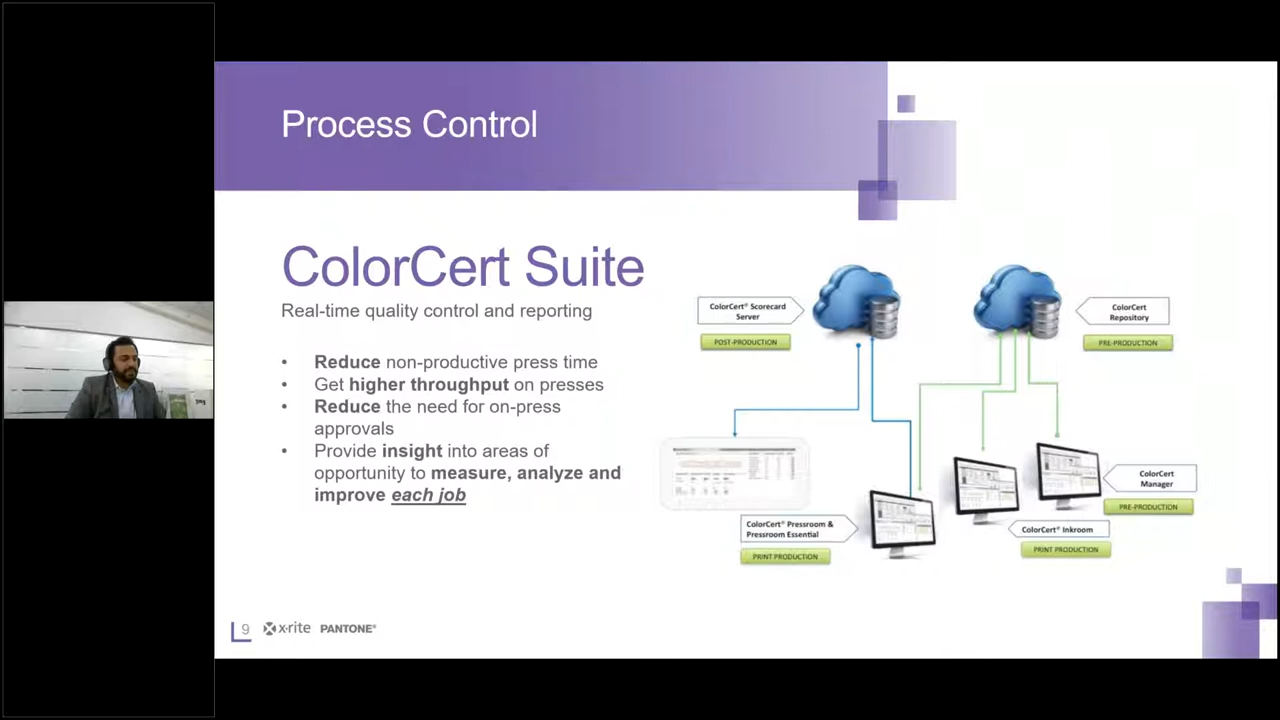 Process Control
ColorCert Suite
Real-time quality control and reporting
• Reduce non-productive press time
• Get higher throughput on presses
• Reduce the need for on-press
approvals
• Provide insight into areas of
opportunity to measure, analyze and
improve each job
ColorCert® Scorecard
Server
POST-PRODUCTION
ColorCert
Repository
PRE-PRODUCTION
ColorCert
Manager
PRE-PRODUCTION
ColorCert® Pressroom &
Pressroom Essential
PRINT PRODUCTION
ColorCert® Inkroom
PRINT PRODUCTION
9 x-rite PANTONE®